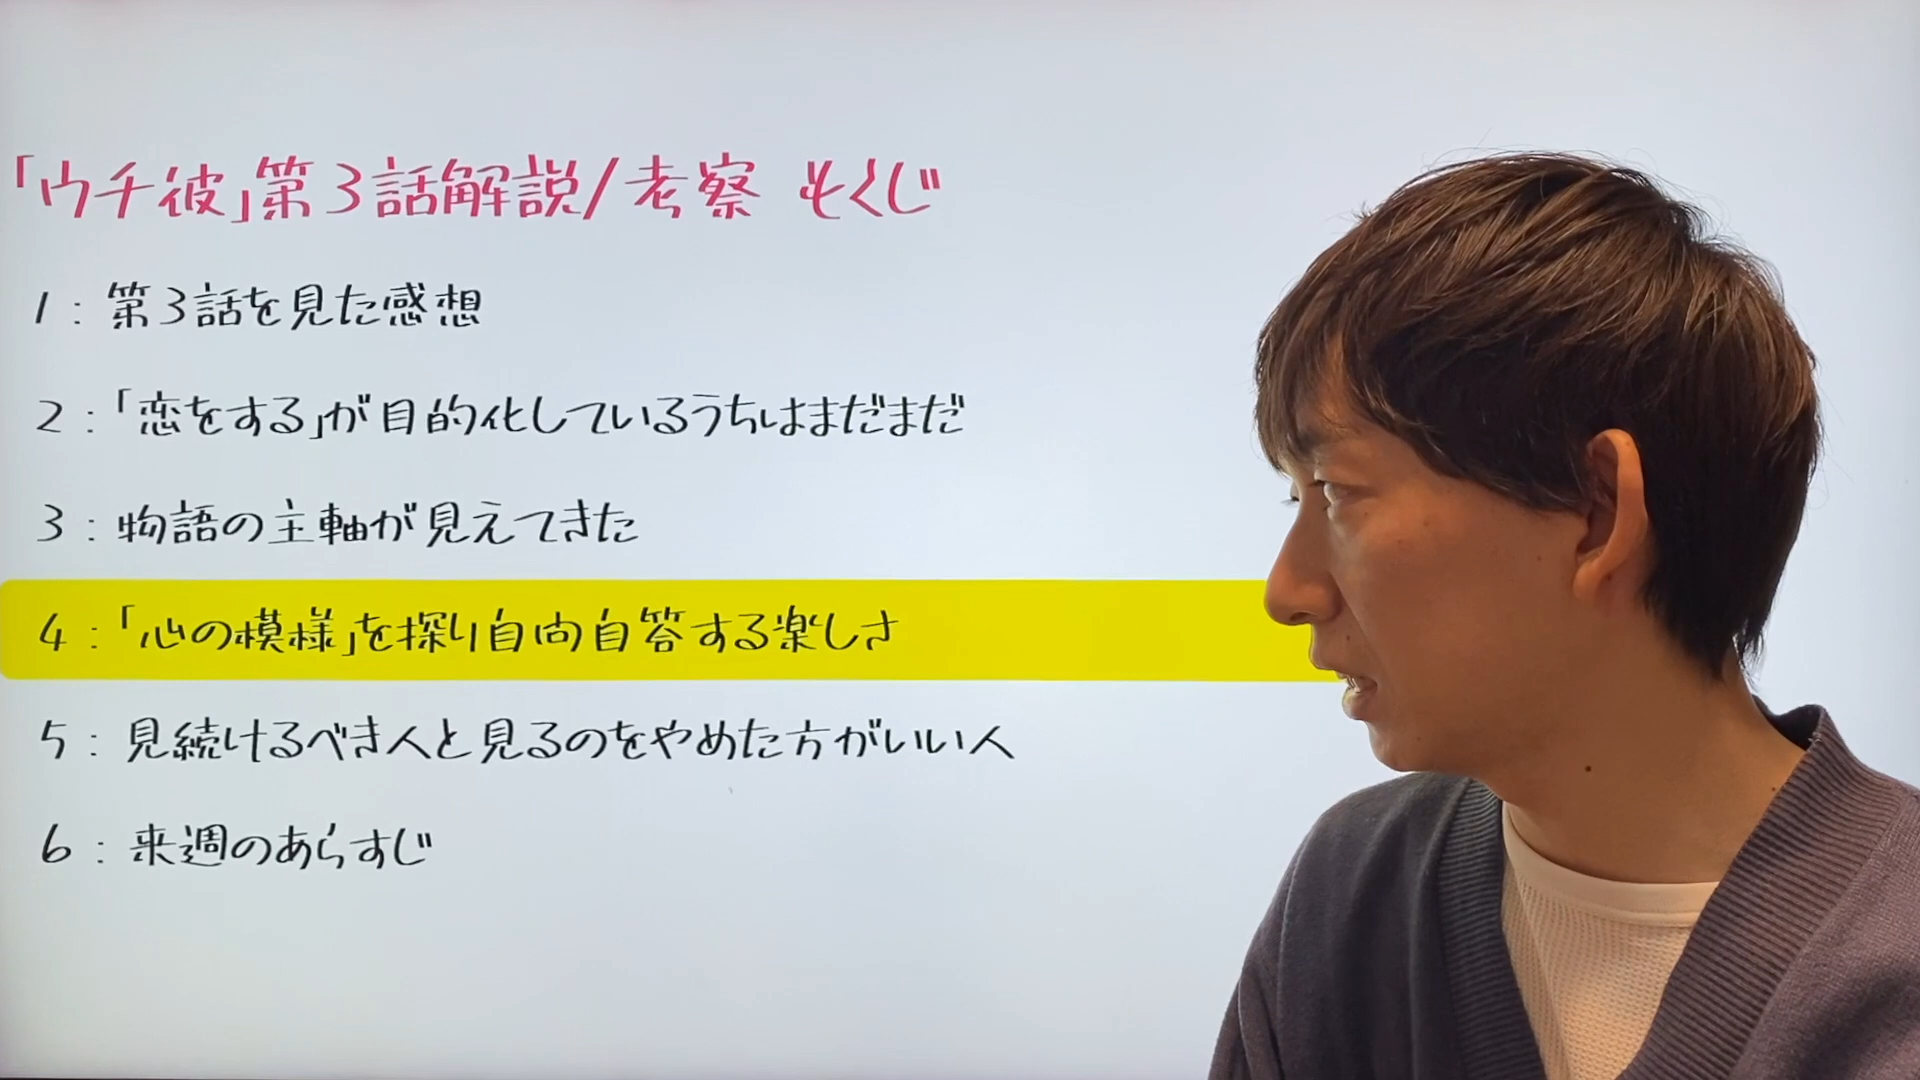 「ウチ彼」第3話解説/考察 もくじ
1：第3話を見た感想
2：「恋をする」が目的化しているうちはまだまだ
3：物語の主軸が見えてきた
4：「心の模様」を探り自問自答する楽しさ
5：見続けるべき人と見るのをやめた方がいい人
6：来週のあらすじ